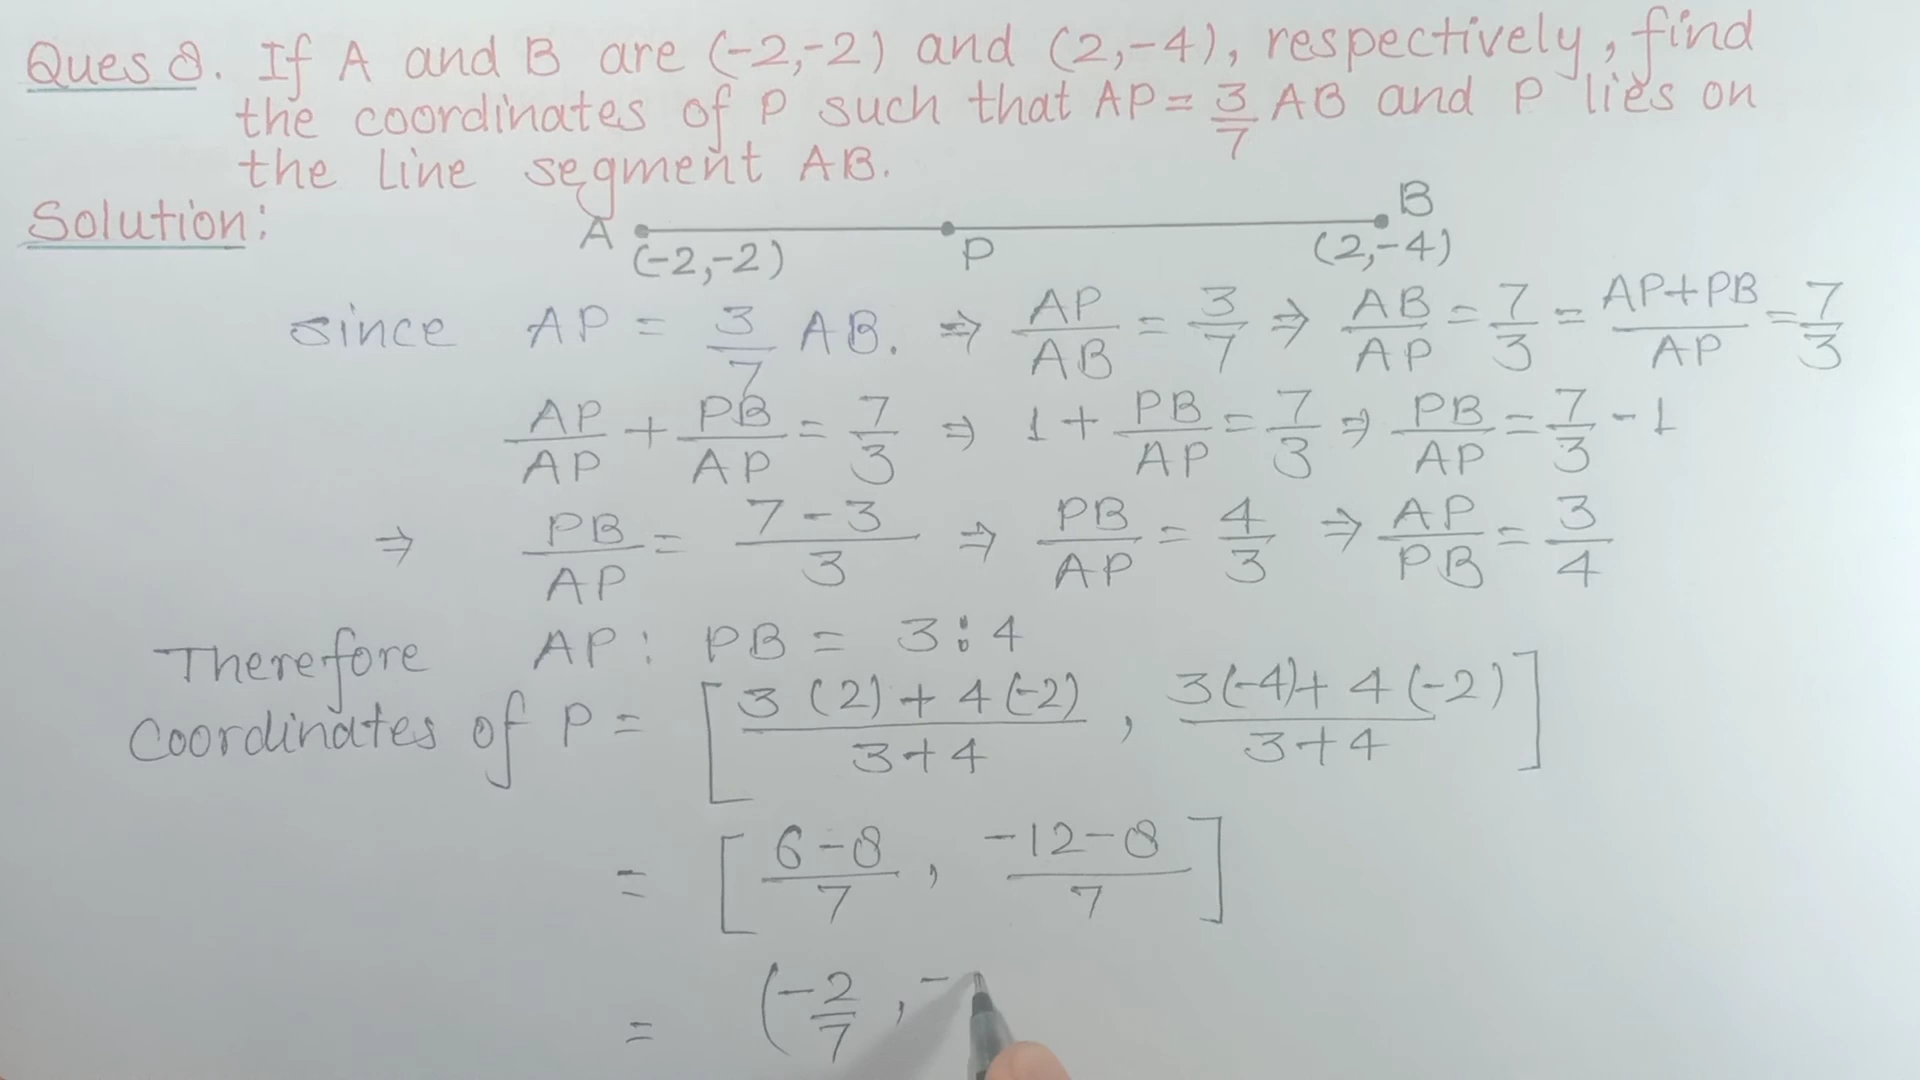 Ques 8. If A and B are (-2,-2) and (2,-4), respectively, find
the coordinates of P such that AP = 3/7 AB and P lies on
the line segment AB.
Solution:
A B
(-2,-2) P (2,-4)
since AP = 3/7 AB. ⇒ AP/AB = 3/7 ⇒ AB/AP = 7/3 = AP+PB/AP = 7/3
AP/AP + PB/AP = 7/3 ⇒ 1 + PB/AP = 7/3 ⇒ PB/AP = 7/3 - 1
⇒ PB/AP = 7-3/3 ⇒ PB/AP = 4/3 ⇒ AP/PB = 3/4
Therefore AP : PB = 3 : 4
Coordinates of P = [3(2)+4(-2)/3+4 , 3(-4)+4(-2)/3+4]
= [6-8/7 , -12-8/7]
= (-2/7 , -